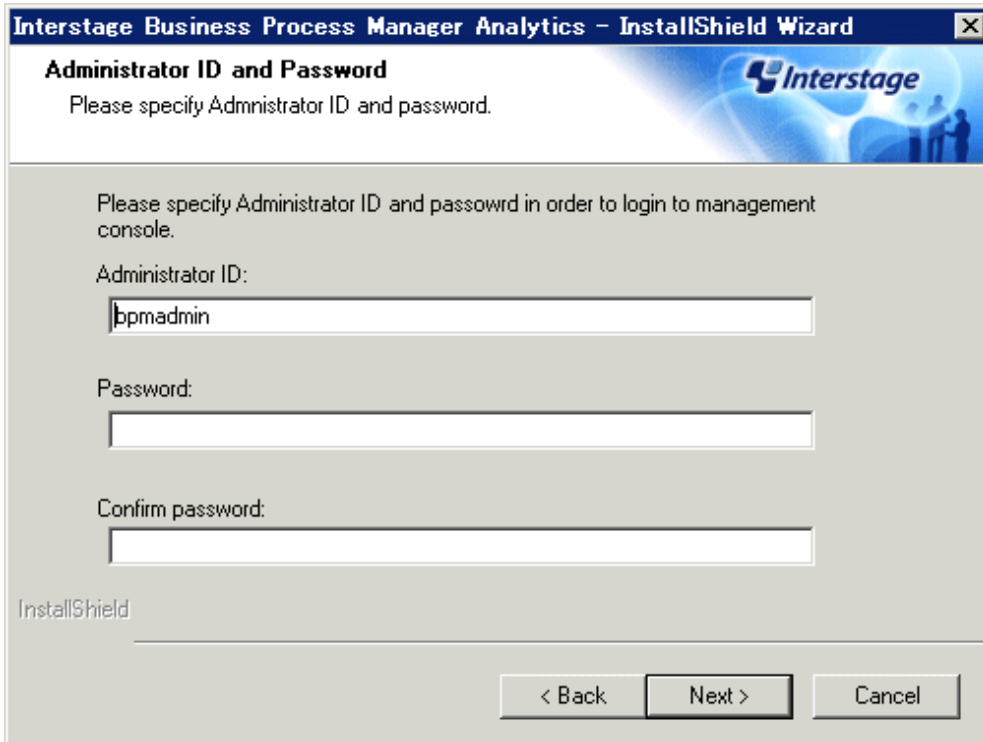 Interstage Business Process Manager Analytics - InstallShield Wizard
Administrator ID and Password
Please specify Admnistrator ID and password.
Interstage
Please specify Administrator ID and passowrd in order to login to management
console.
Administrator ID:
bpmadmin
Password:
Confirm password:
InstallShield
< Back
Next >
Cancel